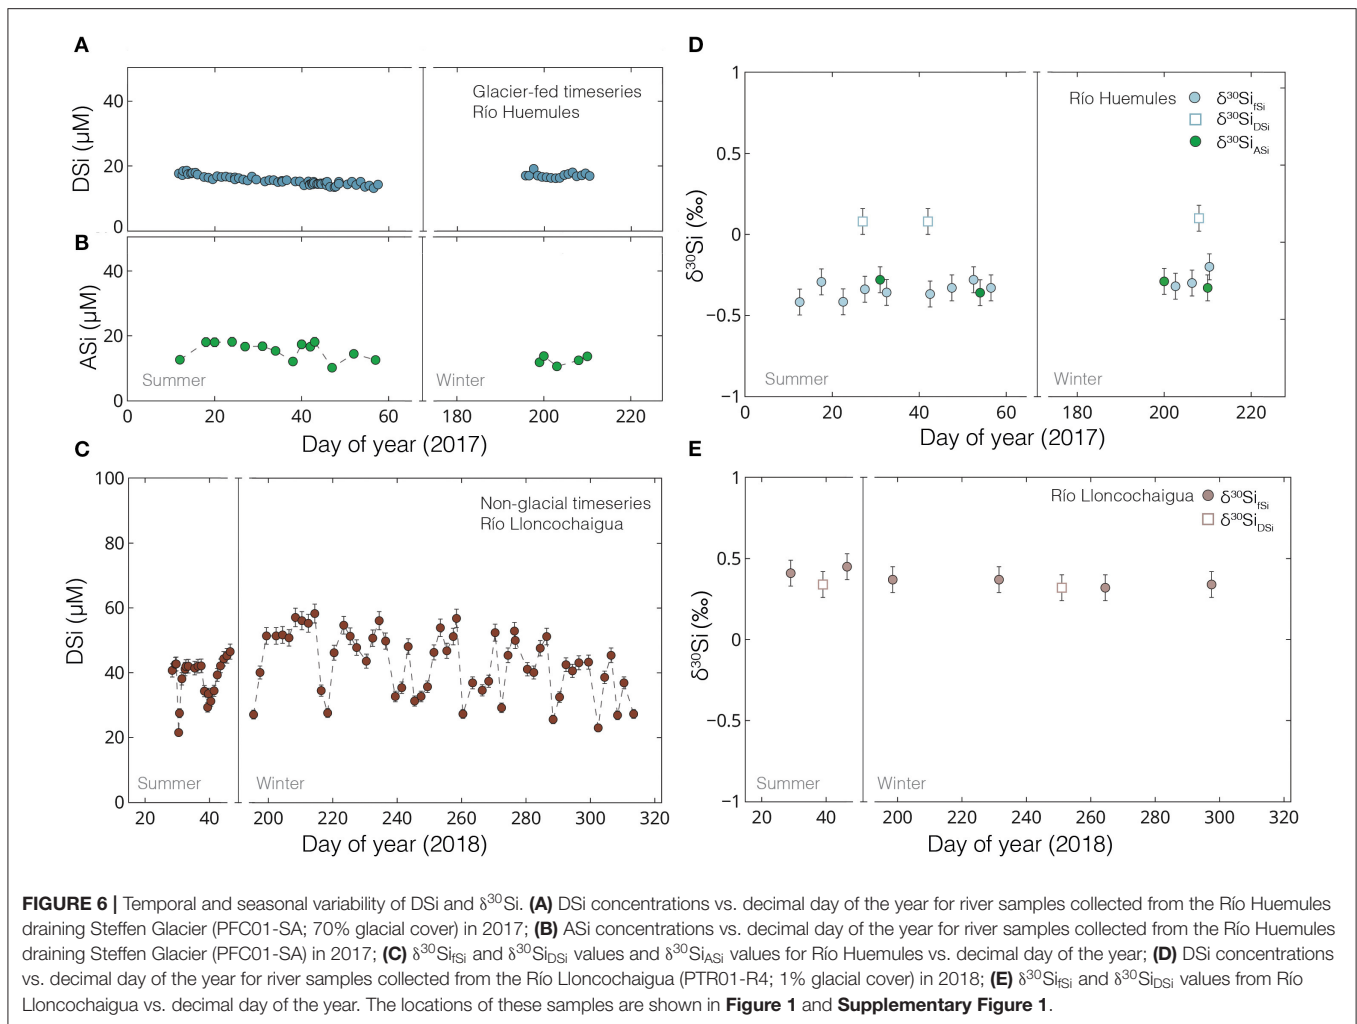 A
DSi (µM)
40
20
0
Glacier-fed timeseries
Río Huemules
B
ASi (µM)
40
20
0
Summer
Winter
0 20 40 60 180 200 220
Day of year (2017)
C
DSi (µM)
100
80
60
40
20
0
Non-glacial timeseries
Río Lloncochaigua
Summer
Winter
20 40 200 220 240 260 280 300 320
Day of year (2018)
D
δ³⁰Si (‰)
1
0.5
0
−0.5
−1
Río Huemules δ³⁰SifSi
δ³⁰SiDSi
δ³⁰SiASi
Summer
Winter
0 20 40 60 180 200 220
Day of year (2017)
E
δ³⁰Si (‰)
1
0.5
0
−0.5
−1
Río Lloncochaigua δ³⁰SifSi
δ³⁰SiDSi
Summer
Winter
20 40 200 220 240 260 280 300 320
Day of year (2018)
FIGURE 6 | Temporal and seasonal variability of DSi and δ³⁰Si. (A) DSi concentrations vs. decimal day of the year for river samples collected from the Río Huemules
draining Steffen Glacier (PFC01-SA; 70% glacial cover) in 2017; (B) ASi concentrations vs. decimal day of the year for river samples collected from the Río Huemules
draining Steffen Glacier (PFC01-SA) in 2017; (C) δ³⁰SifSi and δ³⁰SiDSi values and δ³⁰SiASi values for Río Huemules vs. decimal day of the year; (D) DSi concentrations
vs. decimal day of the year for river samples collected from the Río Lloncochaigua (PTR01-R4; 1% glacial cover) in 2018; (E) δ³⁰SifSi and δ³⁰SiDSi values from Río
Lloncochaigua vs. decimal day of the year. The locations of these samples are shown in Figure 1 and Supplementary Figure 1.